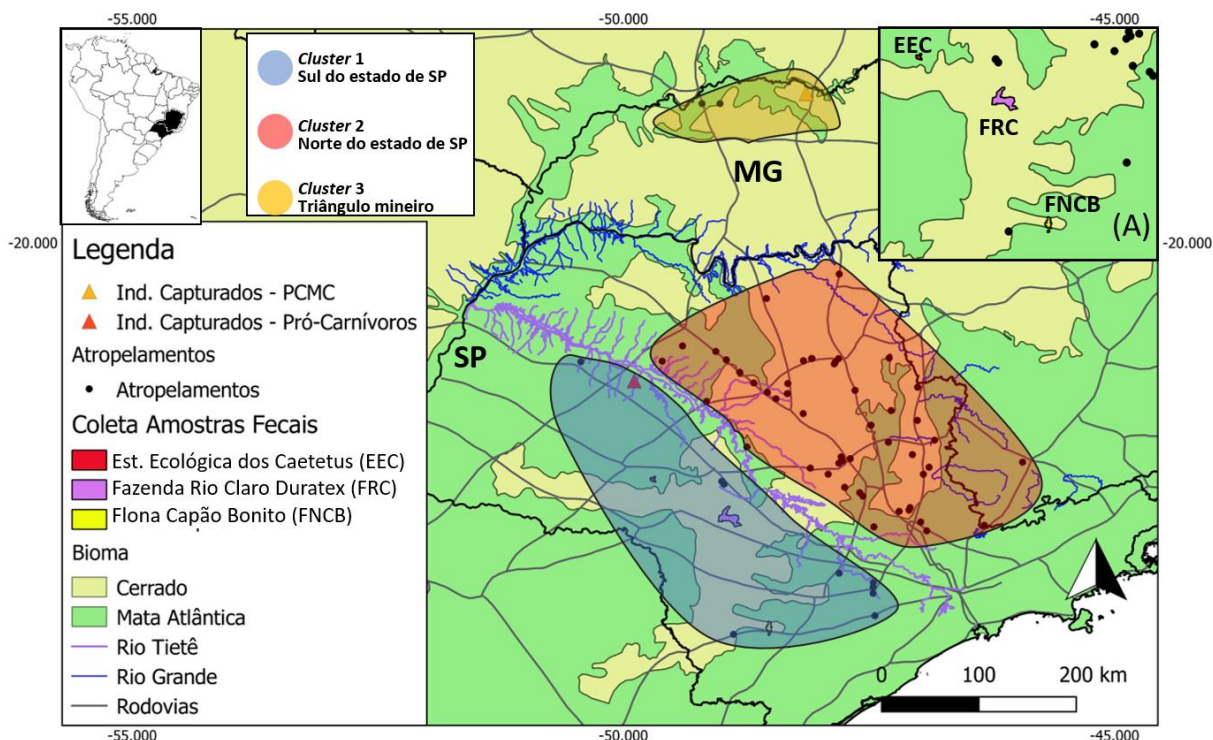 -55.000
-50.000
-45.000
Cluster 1
Sul do estado de SP
Cluster 2
Norte do estado de SP
Cluster 3
Triângulo mineiro
EEC
FRC
FNCB
(A)
MG
SP
-20.000
-20.000
Legenda
Ind. Capturados - PCMC
Ind. Capturados - Pró-Carnívoros
Atropelamentos
Atropelamentos
Coleta Amostras Fecais
Est. Ecológica dos Caetetus (EEC)
Fazenda Rio Claro Duratex (FRC)
Flona Capão Bonito (FNCB)
Bioma
Cerrado
Mata Atlântica
Rio Tietê
Rio Grande
Rodovias
0 100 200 km
-55.000
-50.000
-45.000